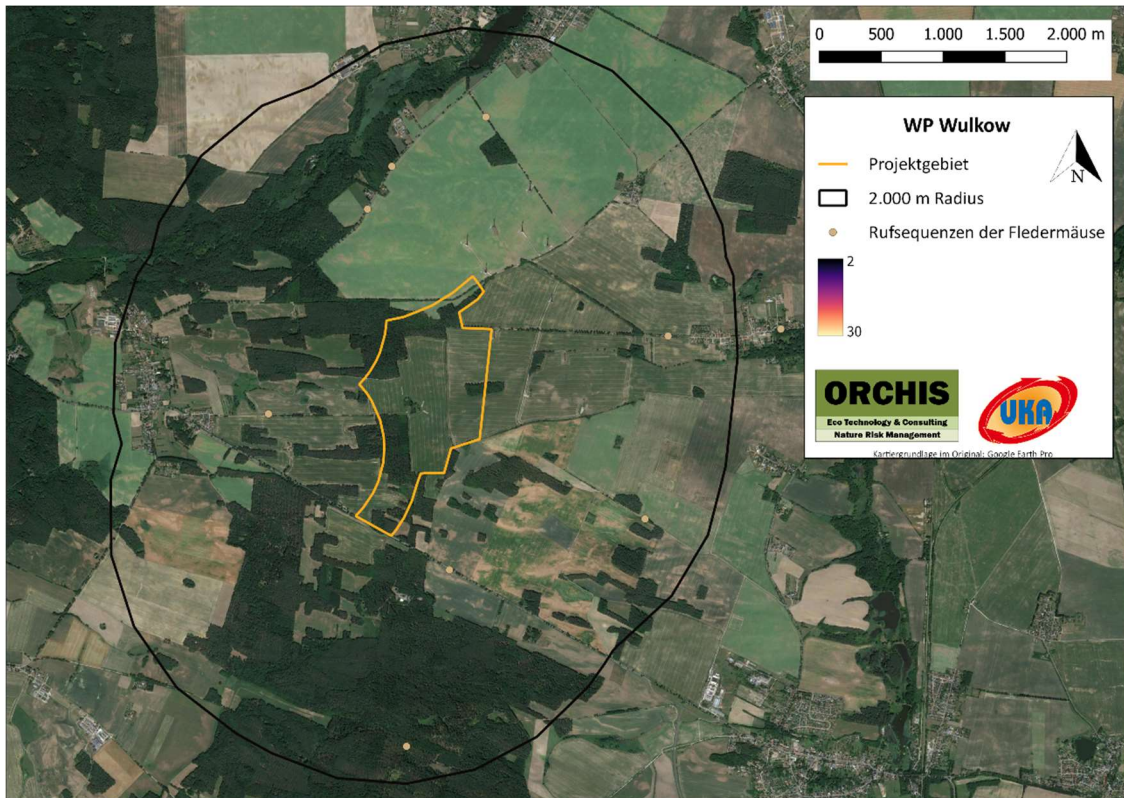 0 500 1.000 1.500 2.000 m
WP Wulkow
Projektgebiet
2.000 m Radius
Rufsequenzen der Fledermäuse
N
2
30
ORCHIS
Eco Technology & Consulting
Nature Risk Management
UKA
Kartiergrundlage im Original: Google Earth Pro